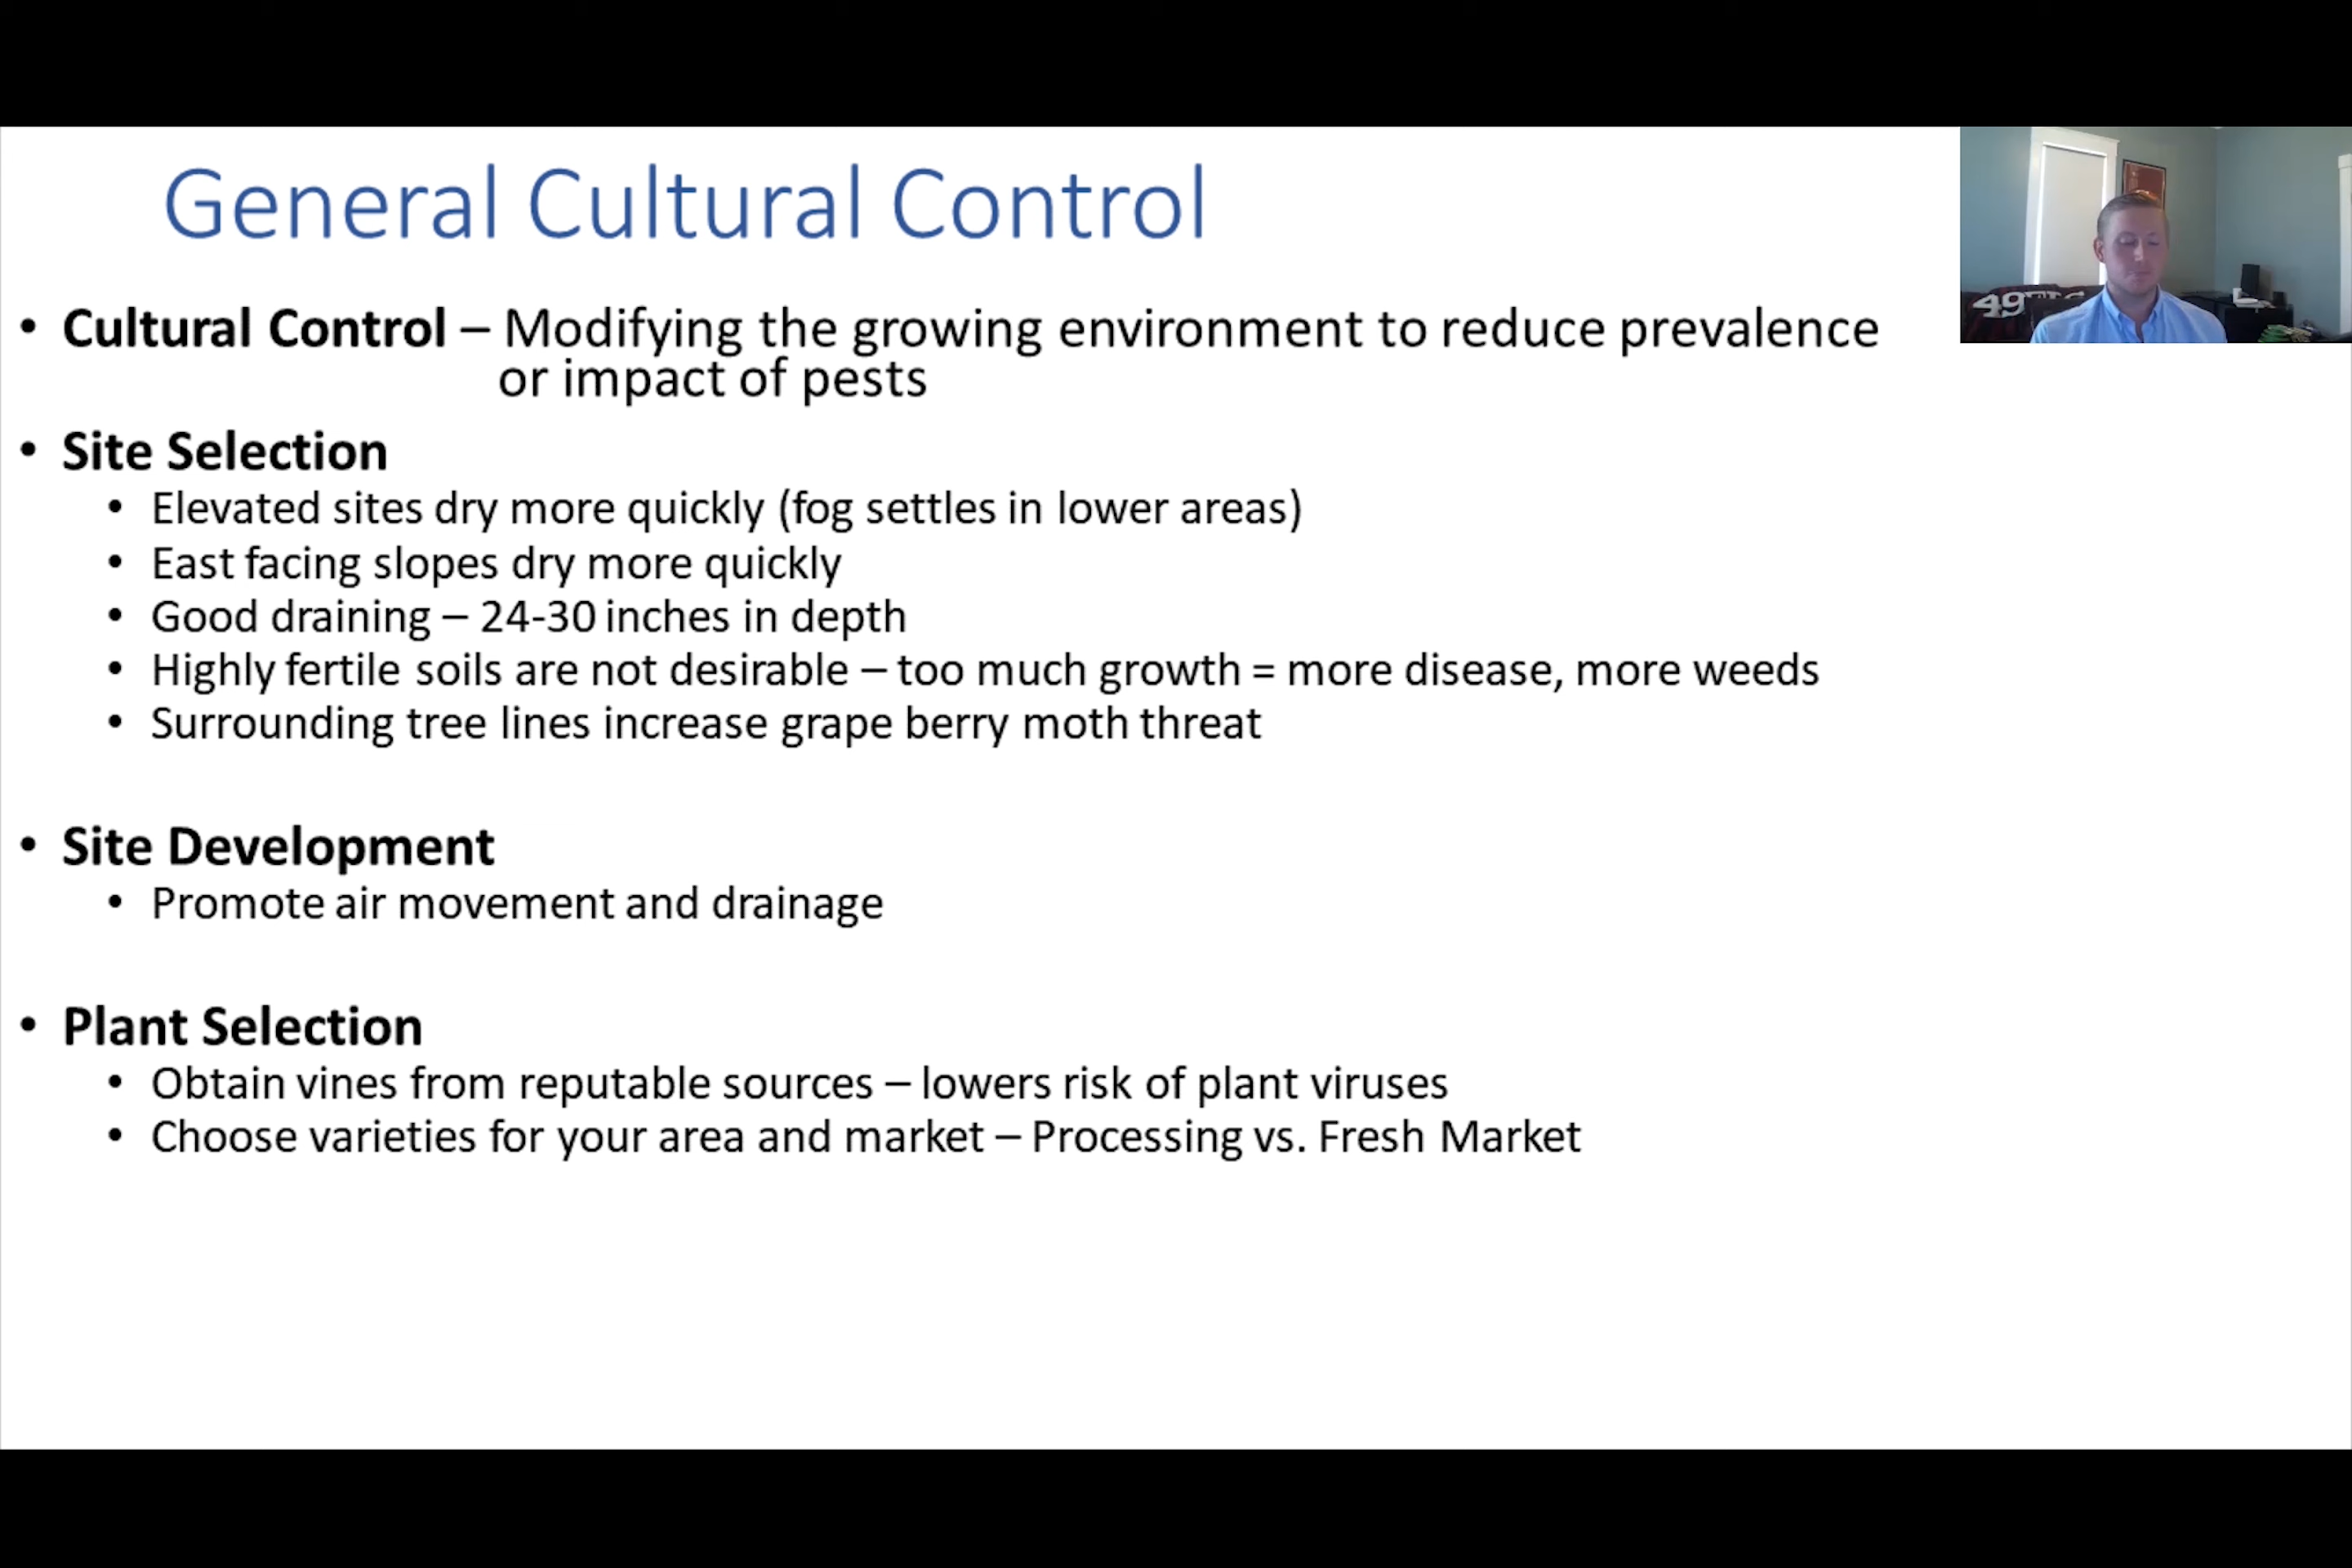 General Cultural Control
• Cultural Control – Modifying the growing environment to reduce prevalence
or impact of pests
• Site Selection
• Elevated sites dry more quickly (fog settles in lower areas)
• East facing slopes dry more quickly
• Good draining – 24-30 inches in depth
• Highly fertile soils are not desirable – too much growth = more disease, more weeds
• Surrounding tree lines increase grape berry moth threat
• Site Development
• Promote air movement and drainage
• Plant Selection
• Obtain vines from reputable sources – lowers risk of plant viruses
• Choose varieties for your area and market – Processing vs. Fresh Market